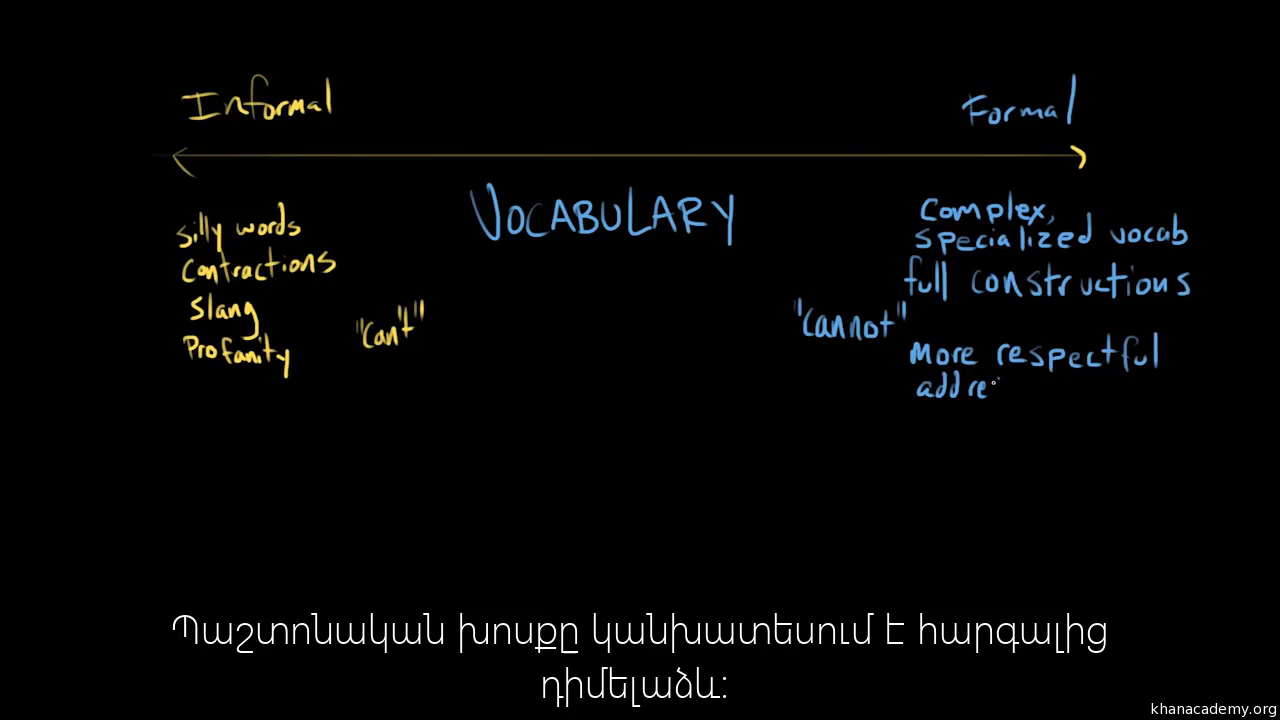 Informal
Formal
VOCABULARY
silly words
Contractions
Slang
Profanity
"Can't"
Complex,
specialized vocab
full constructions
"Cannot"
More respectful
addre
Պաշտոնական խոսքը կանխատեսում է հարգալից
դիմելաձև:
khanacademy.org